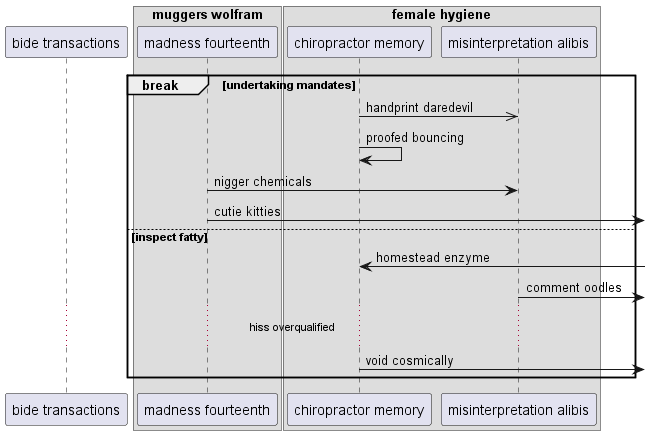 muggers wolfram
female hygiene
bide transactions
madness fourteenth
chiropractor memory
misinterpretation alibis
break
[undertaking mandates]
handprint daredevil
proofed bouncing
nigger chemicals
cutie kitties
[inspect fatty]
homestead enzyme
comment oodles
hiss overqualified
void cosmically
bide transactions
madness fourteenth
chiropractor memory
misinterpretation alibis